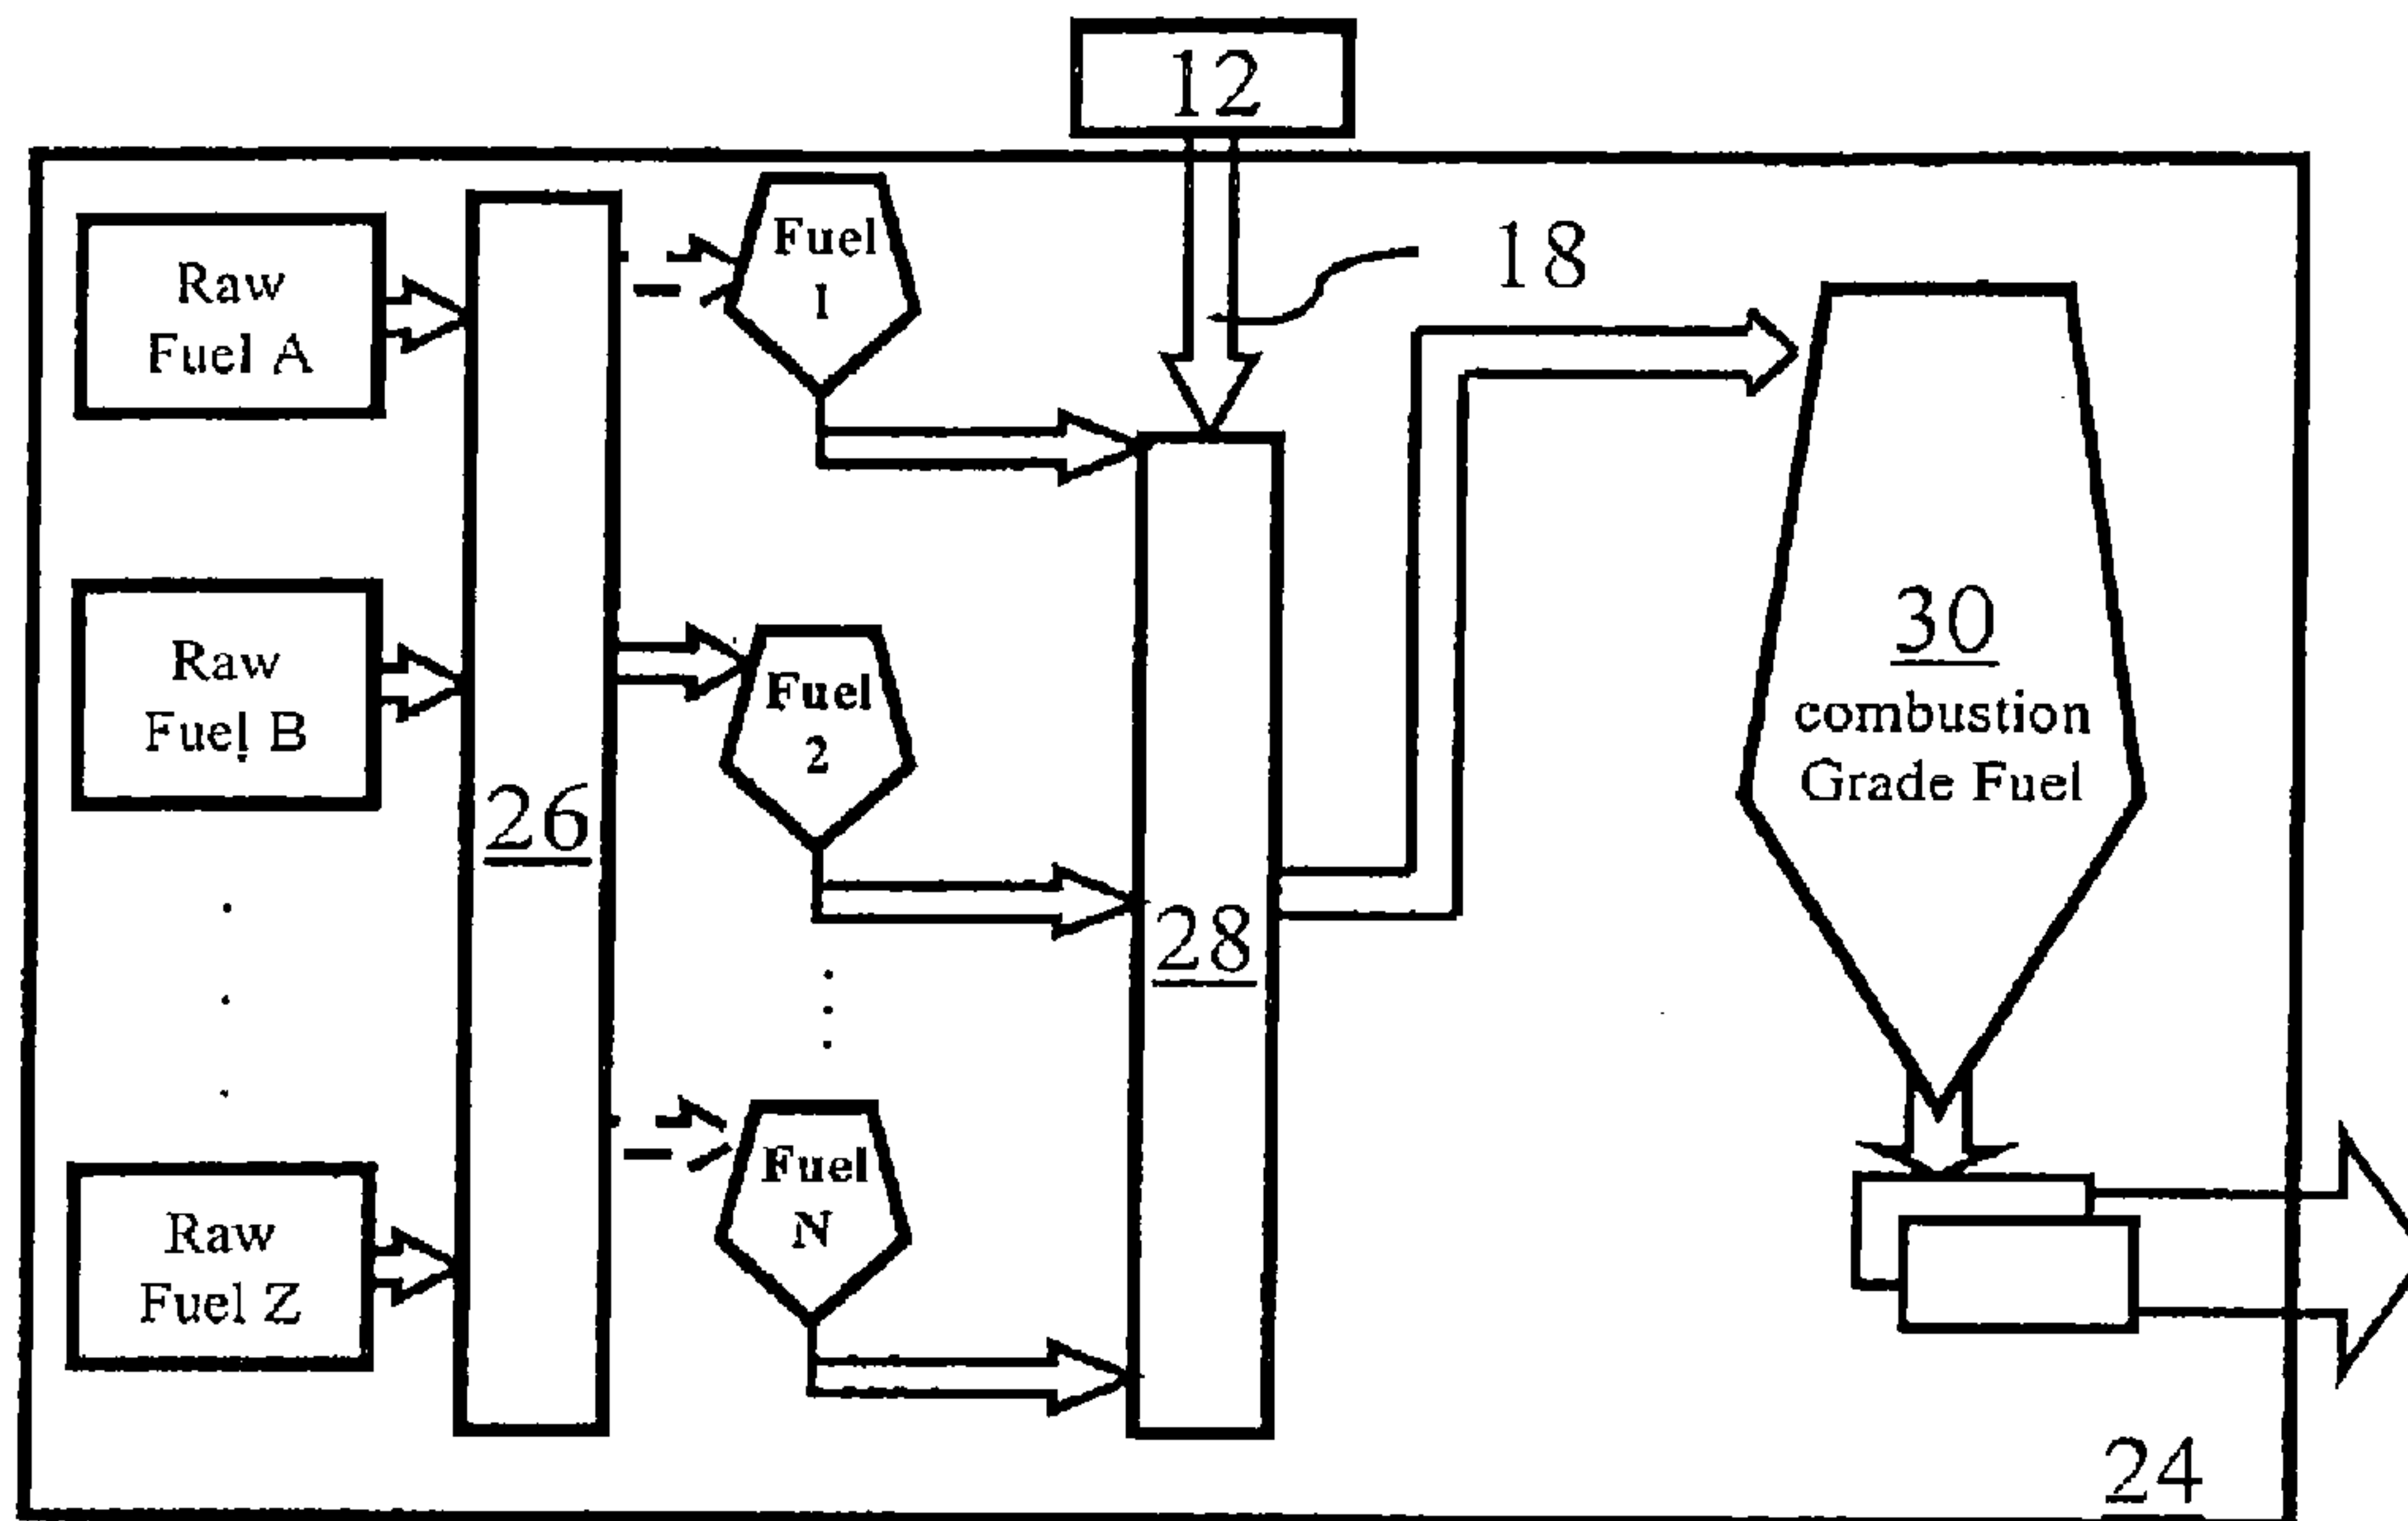 12
18
Raw
Fuel A
Raw
Fuel B
Raw
Fuel Z
26
Fuel
1
Fuel
2
Fuel
N
28
30
combustion
Grade Fuel
24